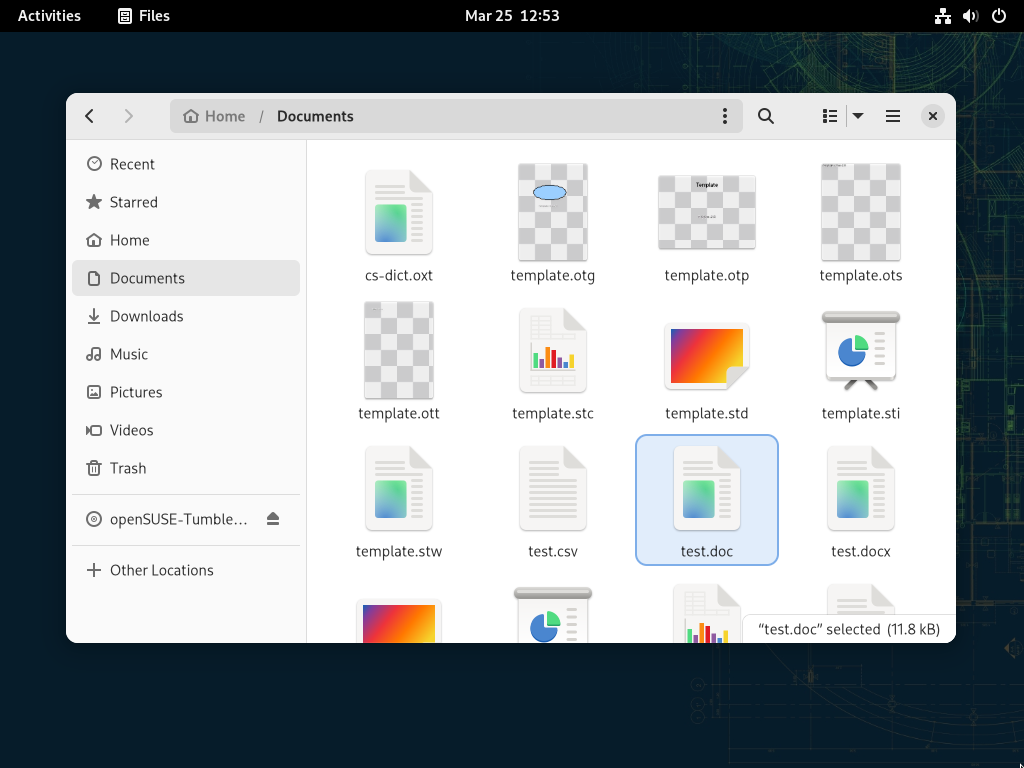 Activities
Files
Mar 25 12:53
Home / Documents
Recent
Starred
Home
Documents
Downloads
Music
Pictures
Videos
Trash
openSUSE-Tumble…
Other Locations
Template
cs-dict.oxt
template.otg
template.otp
template.ots
template.ott
template.stc
template.std
template.sti
template.stw
test.csv
test.doc
test.docx
“test.doc” selected (11.8 kB)